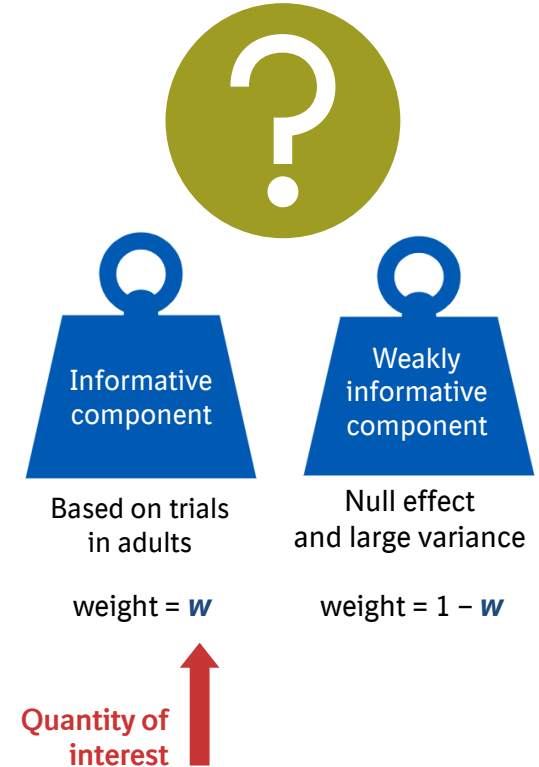 ?
Informative
component
Based on trials
in adults
weight = w
Weakly
informative
component
Null effect
and large variance
weight = 1 – w
Quantity of
interest